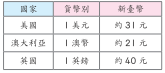 國家 貨幣別 新臺幣
美國 1美元 約31元
澳大利亞 1澳幣 約21元
英國 1英鎊 約40元